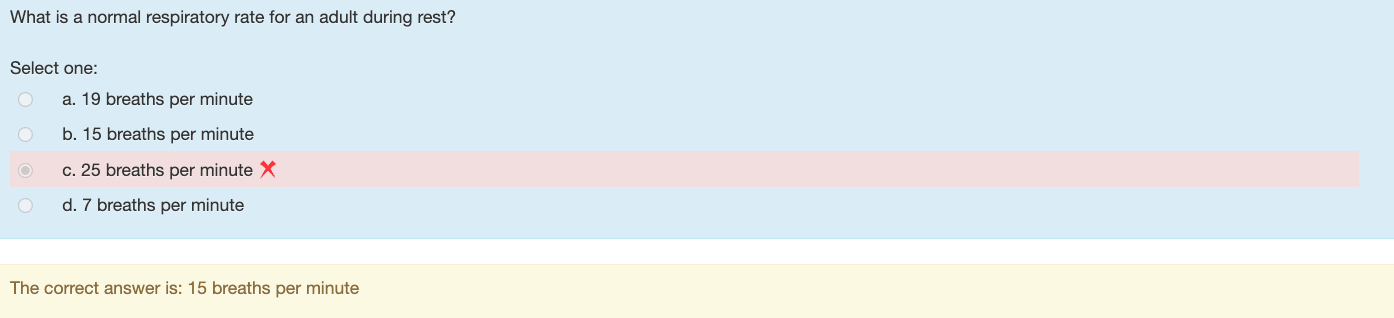 What is a normal respiratory rate for an adult during rest?
Select one:
a. 19 breaths per minute
b. 15 breaths per minute
c. 25 breaths per minute
d. 7 breaths per minute
The correct answer is: 15 breaths per minute